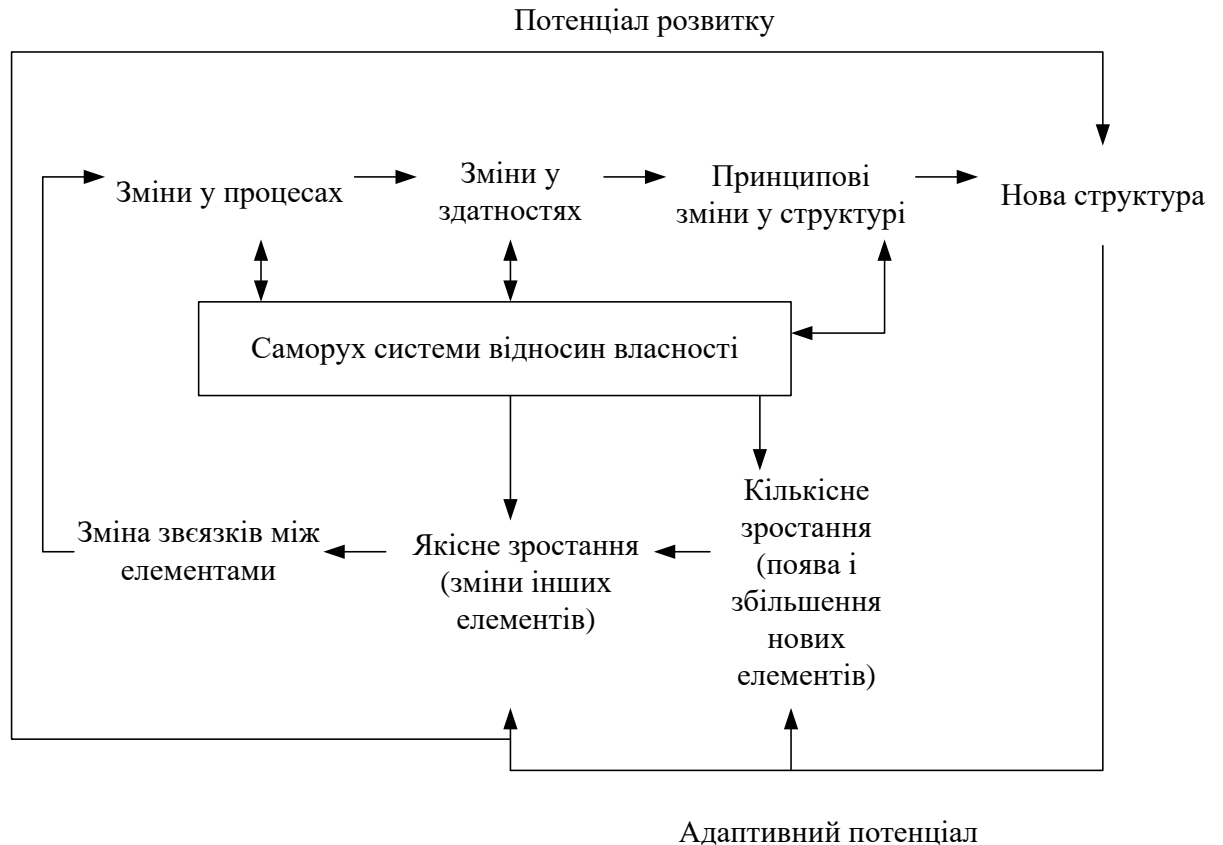 Потенціал розвитку
Зміни у процесах
Зміни у
здатностях
Принципові
зміни у структурі
Нова структура
Саморух системи відносин власності
Зміна звєязків між
елементами
Якісне зростання
(зміни інших
елементів)
Кількісне
зростання
(поява і
збільшення
нових
елементів)
Адаптивний потенціал